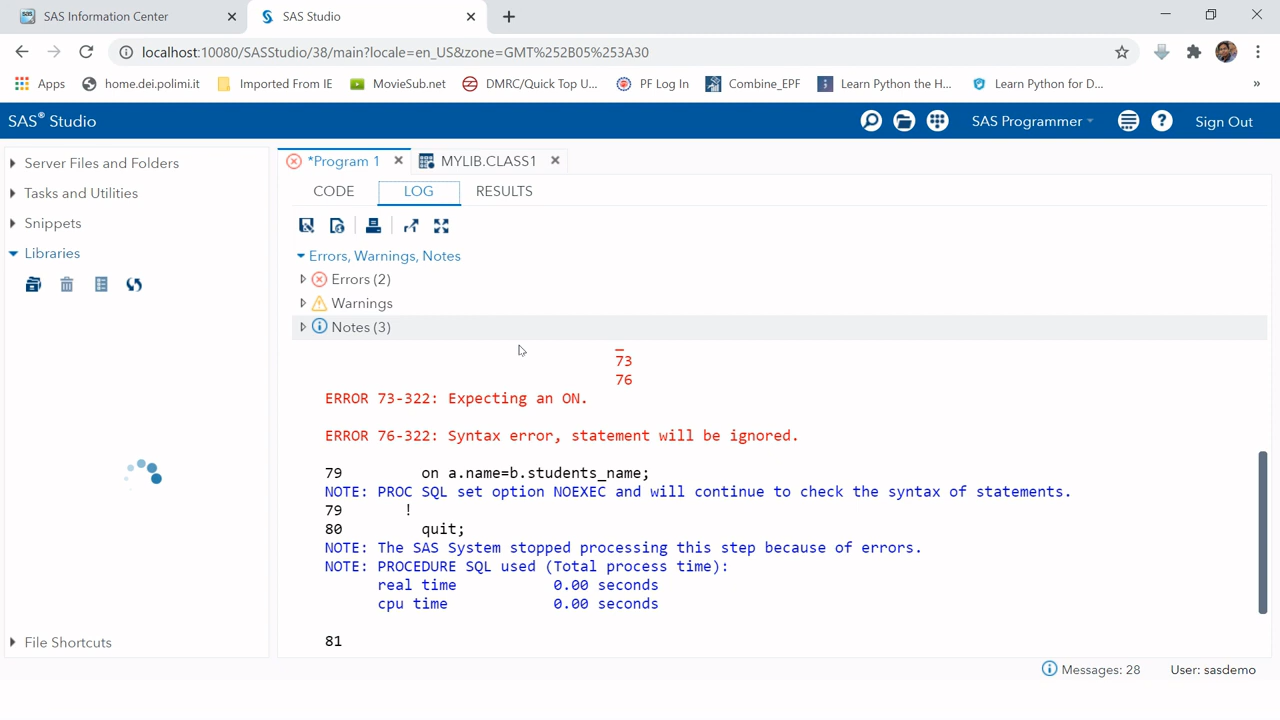 SAS Information Center
SAS Studio
localhost:10080/SASStudio/38/main?locale=en_US&zone=GMT%252B05%253A30
Apps home.dei.polimi.it Imported From IE MovieSub.net DMRC/Quick Top U... PF Log In Combine_EPF Learn Python the H... Learn Python for D... »
SAS® Studio
SAS Programmer
Sign Out
Server Files and Folders
Tasks and Utilities
Snippets
Libraries
File Shortcuts
*Program 1
MYLIB.CLASS1
CODE LOG RESULTS
Errors, Warnings, Notes
Errors (2)
Warnings
Notes (3)
73
76
ERROR 73-322: Expecting an ON.
ERROR 76-322: Syntax error, statement will be ignored.
79 on a.name=b.students_name;
NOTE: PROC SQL set option NOEXEC and will continue to check the syntax of statements.
79 !
80 quit;
NOTE: The SAS System stopped processing this step because of errors.
NOTE: PROCEDURE SQL used (Total process time):
real time 0.00 seconds
cpu time 0.00 seconds
81
Messages: 28
User: sasdemo